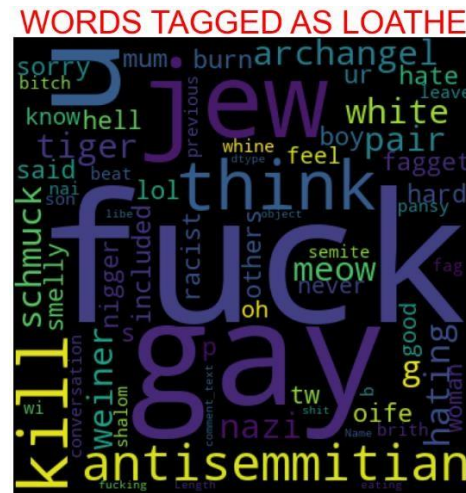 WORDS TAGGED AS LOATHE
sorry mum burn archangel
bitch ur hate
u jew leave
know hell previous white
tiger whine boy pair
said beat dtype feel fagget
nai lol think hard
son libe object pansy
fuck
schmuck smelly nigger included racist others semite meow never fag
oh
kill gay good
s p g hating woman
conversation weiner shalom tw b
wi comment_text nazi shit oife
Name brith
antisemmitian
fucking Length eating